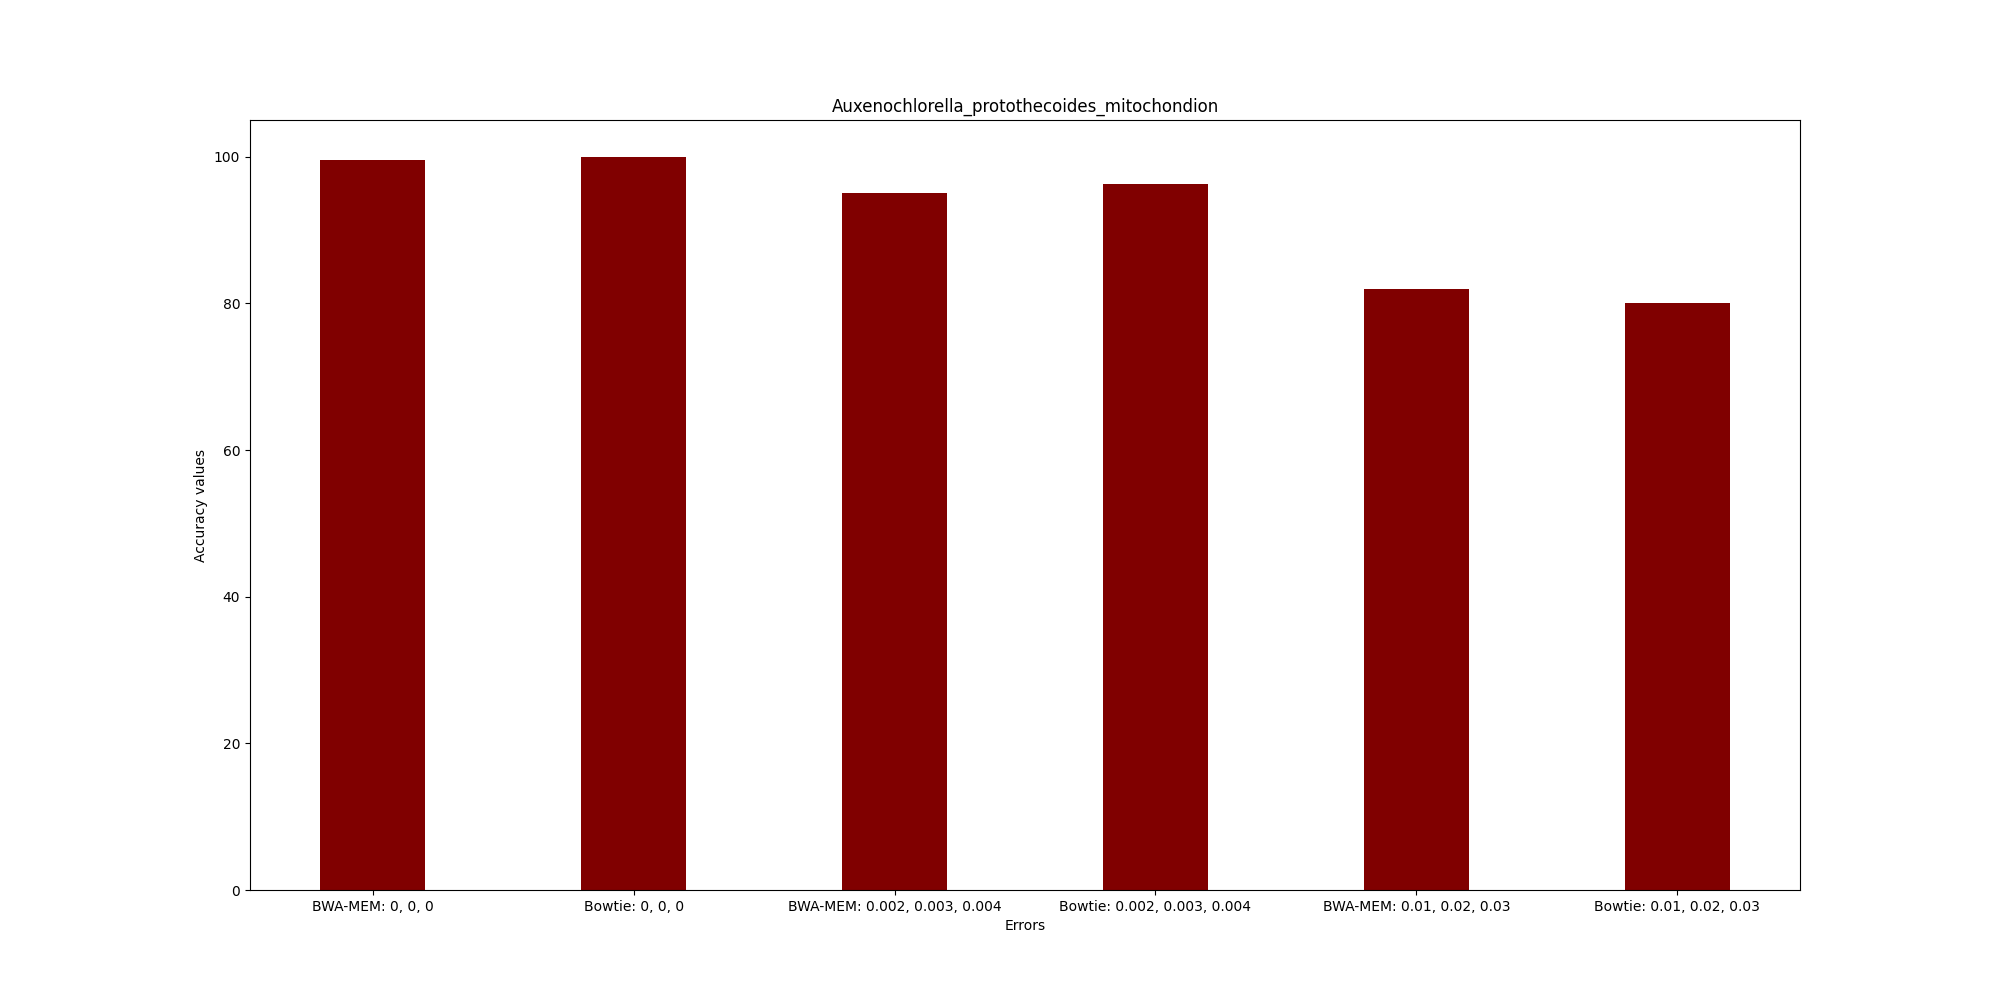 Auxenochlorella_protothecoides_mitochondion
100
80
60
40
20
0
Accuracy values
BWA-MEM: 0, 0, 0
Bowtie: 0, 0, 0
BWA-MEM: 0.002, 0.003, 0.004
Bowtie: 0.002, 0.003, 0.004
BWA-MEM: 0.01, 0.02, 0.03
Bowtie: 0.01, 0.02, 0.03
Errors